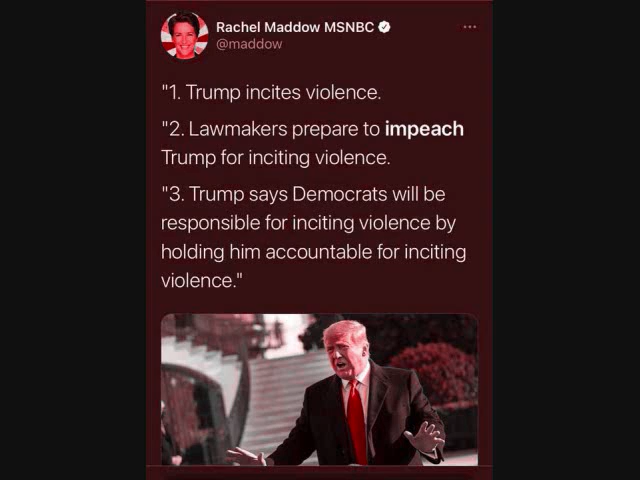 Rachel Maddow MSNBC
@maddow
"1. Trump incites violence.
"2. Lawmakers prepare to impeach
Trump for inciting violence.
"3. Trump says Democrats will be
responsible for inciting violence by
holding him accountable for inciting
violence."